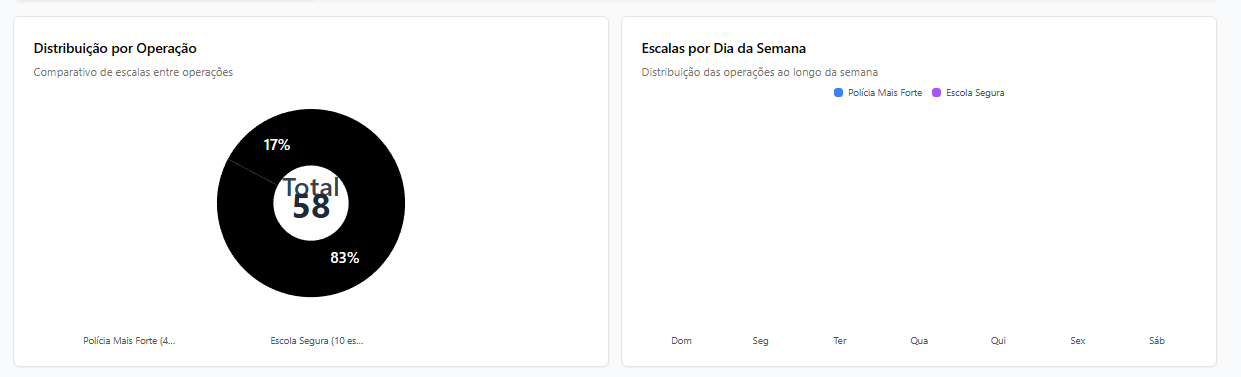 Distribuição por Operação
Comparativo de escalas entre operações
17%
Total
58
83%
Polícia Mais Forte (4...
Escola Segura (10 es...
Escalas por Dia da Semana
Distribuição das operações ao longo da semana
Polícia Mais Forte Escola Segura
Dom Seg Ter Qua Qui Sex Sáb